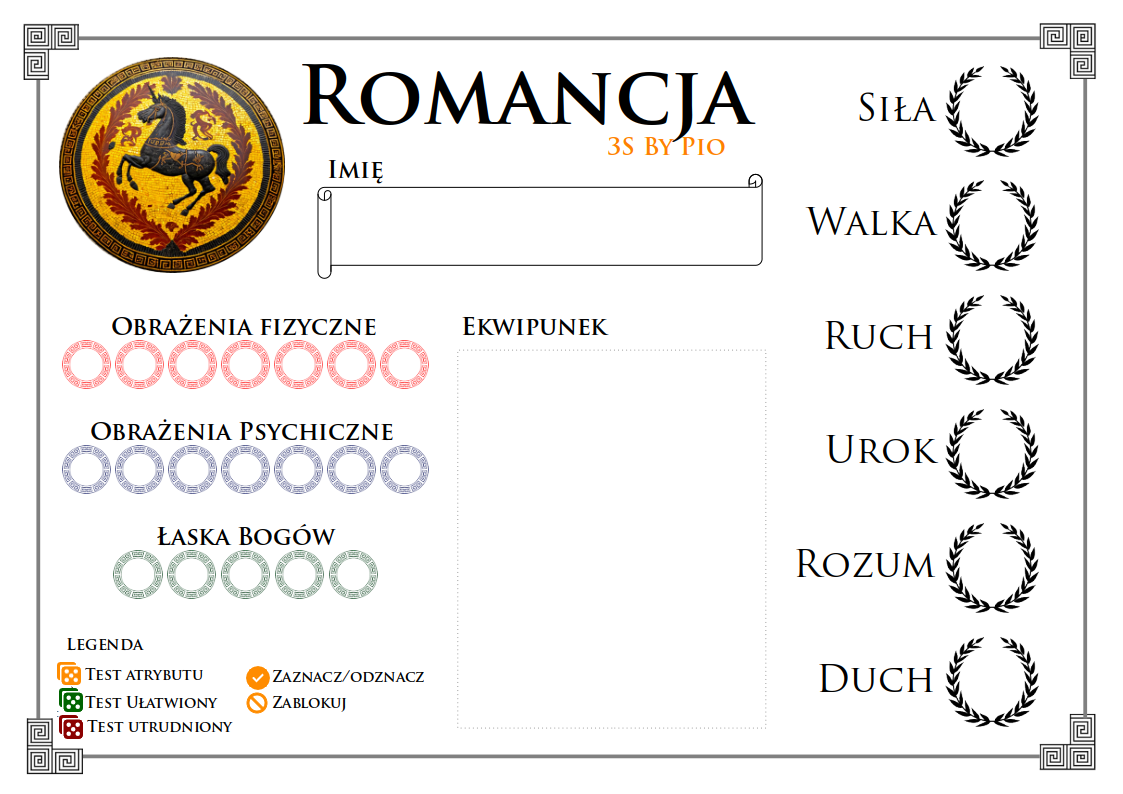 Romancja
3S By Pio
Imię
Obrażenia fizyczne
Obrażenia Psychiczne
Łaska Bogów
Legenda
Test atrybutu
Test Ułatwiony
Test utrudniony
Zaznacz/odznacz
Zablokuj
Ekwipunek
Siła
Walka
Ruch
Urok
Rozum
Duch